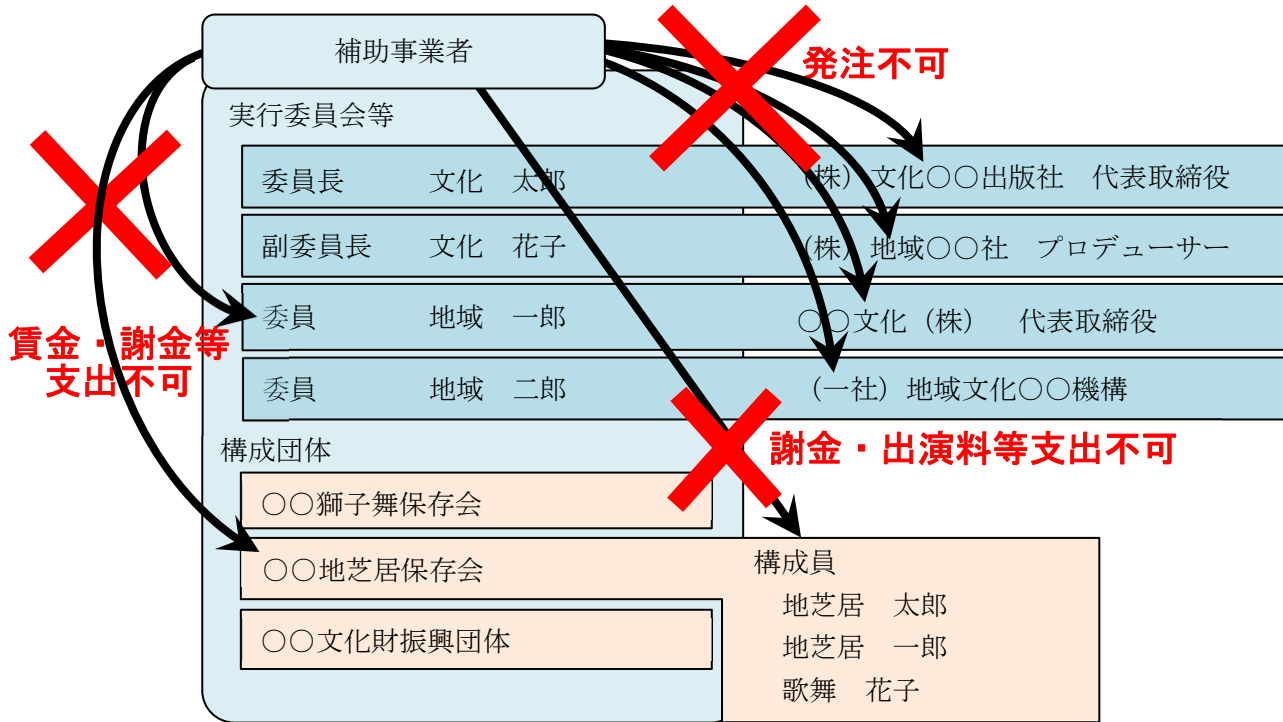 補助事業者
発注不可
実行委員会等
委員長 文化 太郎 (株)文化○○出版社 代表取締役
副委員長 文化 花子 (株)地域○○社 プロデューサー
委員 地域 一郎 ○○文化(株) 代表取締役
賃金・謝金等
支出不可
委員 地域 二郎 (一社)地域文化○○機構
構成団体
謝金・出演料等支出不可
○○獅子舞保存会
○○地芝居保存会
構成員
地芝居 太郎
地芝居 一郎
歌舞 花子
○○文化財振興団体